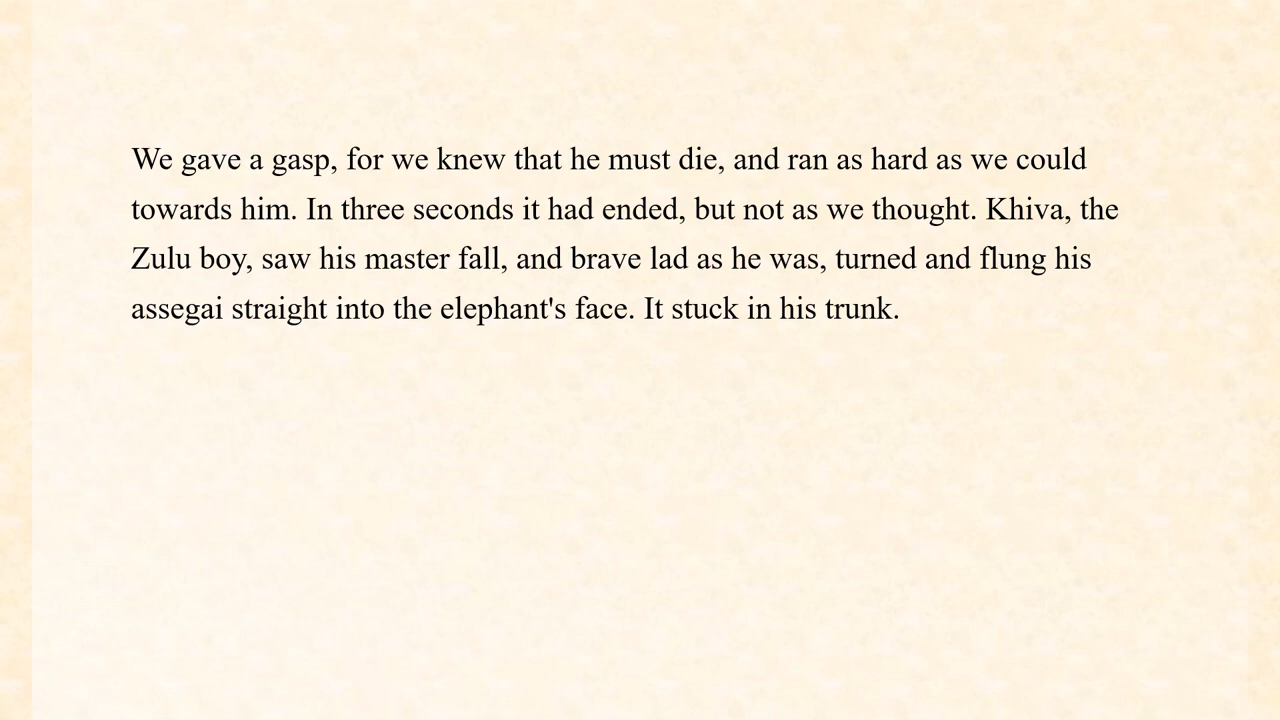 We gave a gasp, for we knew that he must die, and ran as hard as we could
towards him. In three seconds it had ended, but not as we thought. Khiva, the
Zulu boy, saw his master fall, and brave lad as he was, turned and flung his
assegai straight into the elephant's face. It stuck in his trunk.